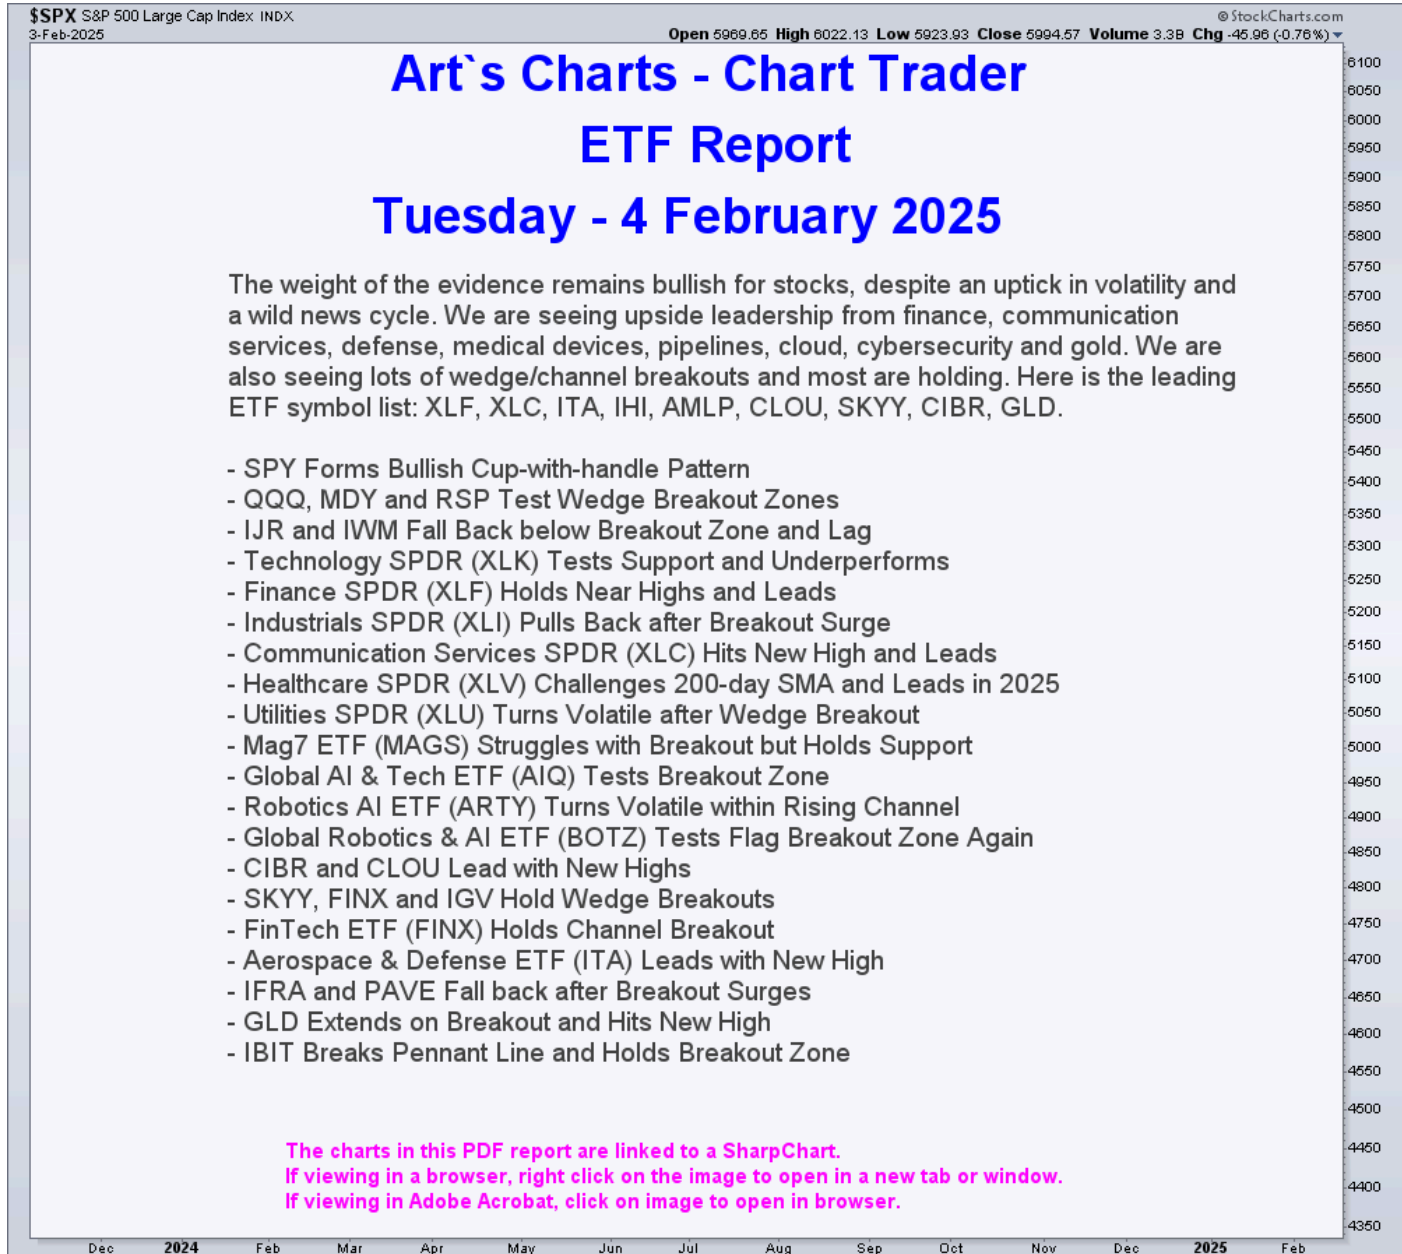 $SPX S&P 500 Large Cap Index INDX
© StockCharts.com
3-Feb-2025
Open 5969.65 High 6022.13 Low 5923.93 Close 5994.57 Volume 3.3B Chg -45.96 (-0.76%)
Art`s Charts - Chart Trader
ETF Report
Tuesday - 4 February 2025
The weight of the evidence remains bullish for stocks, despite an uptick in volatility and
a wild news cycle. We are seeing upside leadership from finance, communication
services, defense, medical devices, pipelines, cloud, cybersecurity and gold. We are
also seeing lots of wedge/channel breakouts and most are holding. Here is the leading
ETF symbol list: XLF, XLC, ITA, IHI, AMLP, CLOU, SKYY, CIBR, GLD.
- SPY Forms Bullish Cup-with-handle Pattern
- QQQ, MDY and RSP Test Wedge Breakout Zones
- IJR and IWM Fall Back below Breakout Zone and Lag
- Technology SPDR (XLK) Tests Support and Underperforms
- Finance SPDR (XLF) Holds Near Highs and Leads
- Industrials SPDR (XLI) Pulls Back after Breakout Surge
- Communication Services SPDR (XLC) Hits New High and Leads
- Healthcare SPDR (XLV) Challenges 200-day SMA and Leads in 2025
- Utilities SPDR (XLU) Turns Volatile after Wedge Breakout
- Mag7 ETF (MAGS) Struggles with Breakout but Holds Support
- Global AI & Tech ETF (AIQ) Tests Breakout Zone
- Robotics AI ETF (ARTY) Turns Volatile within Rising Channel
- Global Robotics & AI ETF (BOTZ) Tests Flag Breakout Zone Again
- CIBR and CLOU Lead with New Highs
- SKYY, FINX and IGV Hold Wedge Breakouts
- FinTech ETF (FINX) Holds Channel Breakout
- Aerospace & Defense ETF (ITA) Leads with New High
- IFRA and PAVE Fall back after Breakout Surges
- GLD Extends on Breakout and Hits New High
- IBIT Breaks Pennant Line and Holds Breakout Zone
The charts in this PDF report are linked to a SharpChart.
If viewing in a browser, right click on the image to open in a new tab or window.
If viewing in Adobe Acrobat, click on image to open in browser.
6100
6050
6000
5950
5900
5850
5800
5750
5700
5650
5600
5550
5500
5450
5400
5350
5300
5250
5200
5150
5100
5050
5000
4950
4900
4850
4800
4750
4700
4650
4600
4550
4500
4450
4400
4350
Dec 2024 Feb Mar Apr May Jun Jul Aug Sep Oct Nov Dec 2025 Feb